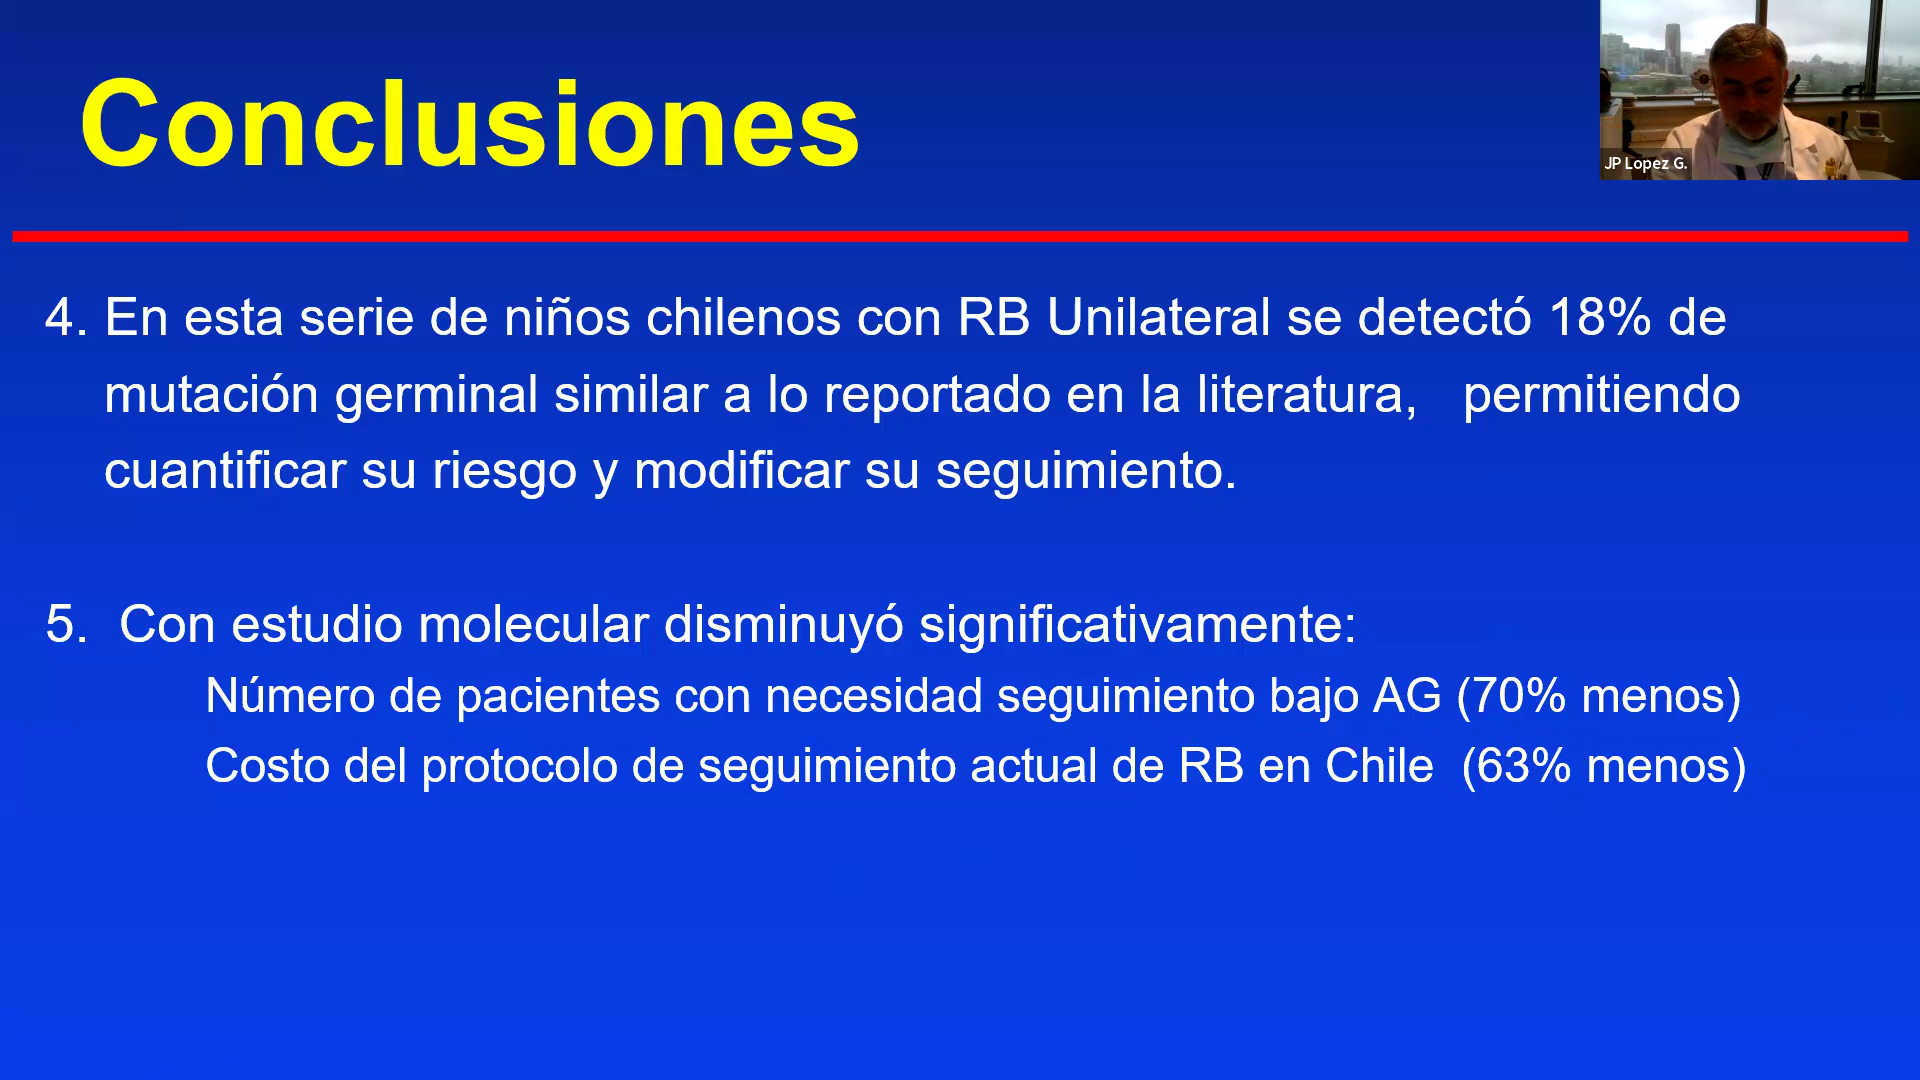 Conclusiones
JP Lopez G.
4. En esta serie de niños chilenos con RB Unilateral se detectó 18% de
mutación germinal similar a lo reportado en la literatura, permitiendo
cuantificar su riesgo y modificar su seguimiento.
5. Con estudio molecular disminuyó significativamente:
Número de pacientes con necesidad seguimiento bajo AG (70% menos)
Costo del protocolo de seguimiento actual de RB en Chile (63% menos)